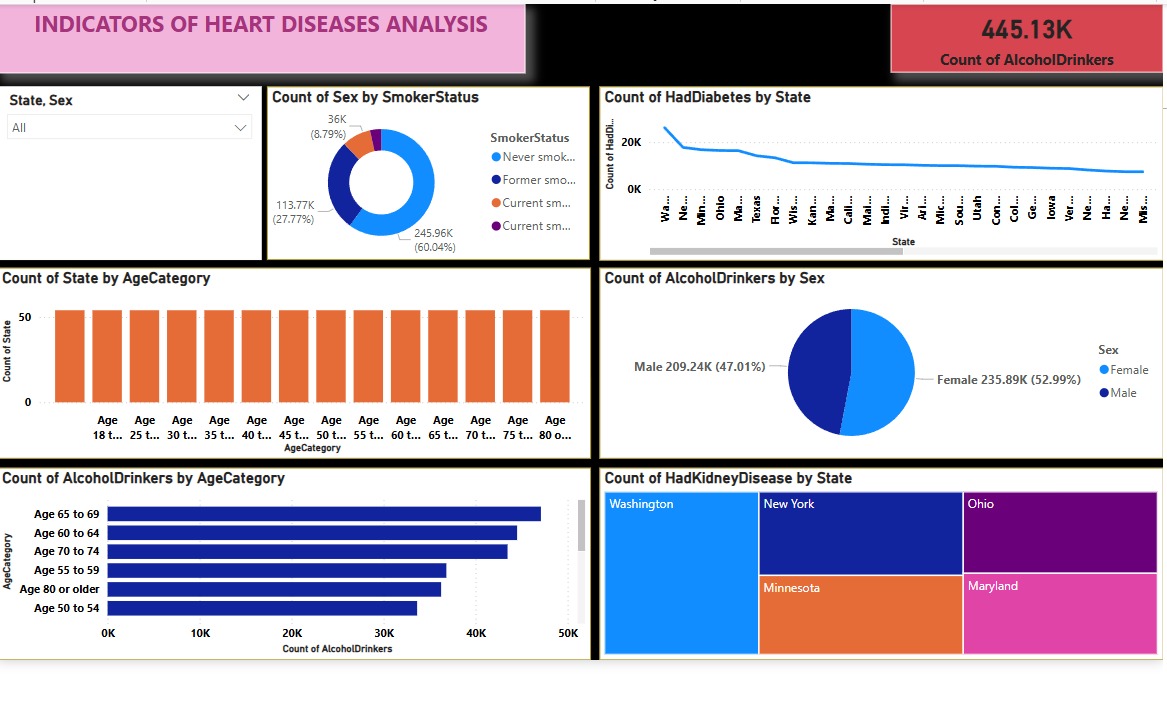 INDICATORS OF HEART DISEASES ANALYSIS
445.13K
Count of AlcoholDrinkers
State, Sex
All
Count of Sex by SmokerStatus
36K
(8.79%)
113.77K
(27.77%)
245.96K
(60.04%)
SmokerStatus
Never smok...
Former smo...
Current sm...
Current sm...
Count of HadDiabetes by State
Count of HadDi...
20K
0K
Wa...
Ne...
Min...
Ohio
Ma...
Texas
Flor...
Wis...
Kan...
Ma...
Cali...
Mai...
Indi...
Vir...
Ari...
Mic...
Sou...
Utah
Con...
Col...
Ge...
Iowa
Ver...
Ne...
Ha...
Ne...
Mis...
State
Count of State by AgeCategory
Count of State
50
0
Age Age Age Age Age Age Age Age Age Age Age Age Age
18 t... 25 t... 30 t... 35 t... 40 t... 45 t... 50 t... 55 t... 60 t... 65 t... 70 t... 75 t... 80 o...
AgeCategory
Count of AlcoholDrinkers by Sex
Male 209.24K (47.01%)
Female 235.89K (52.99%)
Sex
Female
Male
Count of AlcoholDrinkers by AgeCategory
AgeCategory
Age 65 to 69
Age 60 to 64
Age 70 to 74
Age 55 to 59
Age 80 or older
Age 50 to 54
0K 10K 20K 30K 40K 50K
Count of AlcoholDrinkers
Count of HadKidneyDisease by State
Washington
New York
Ohio
Minnesota
Maryland